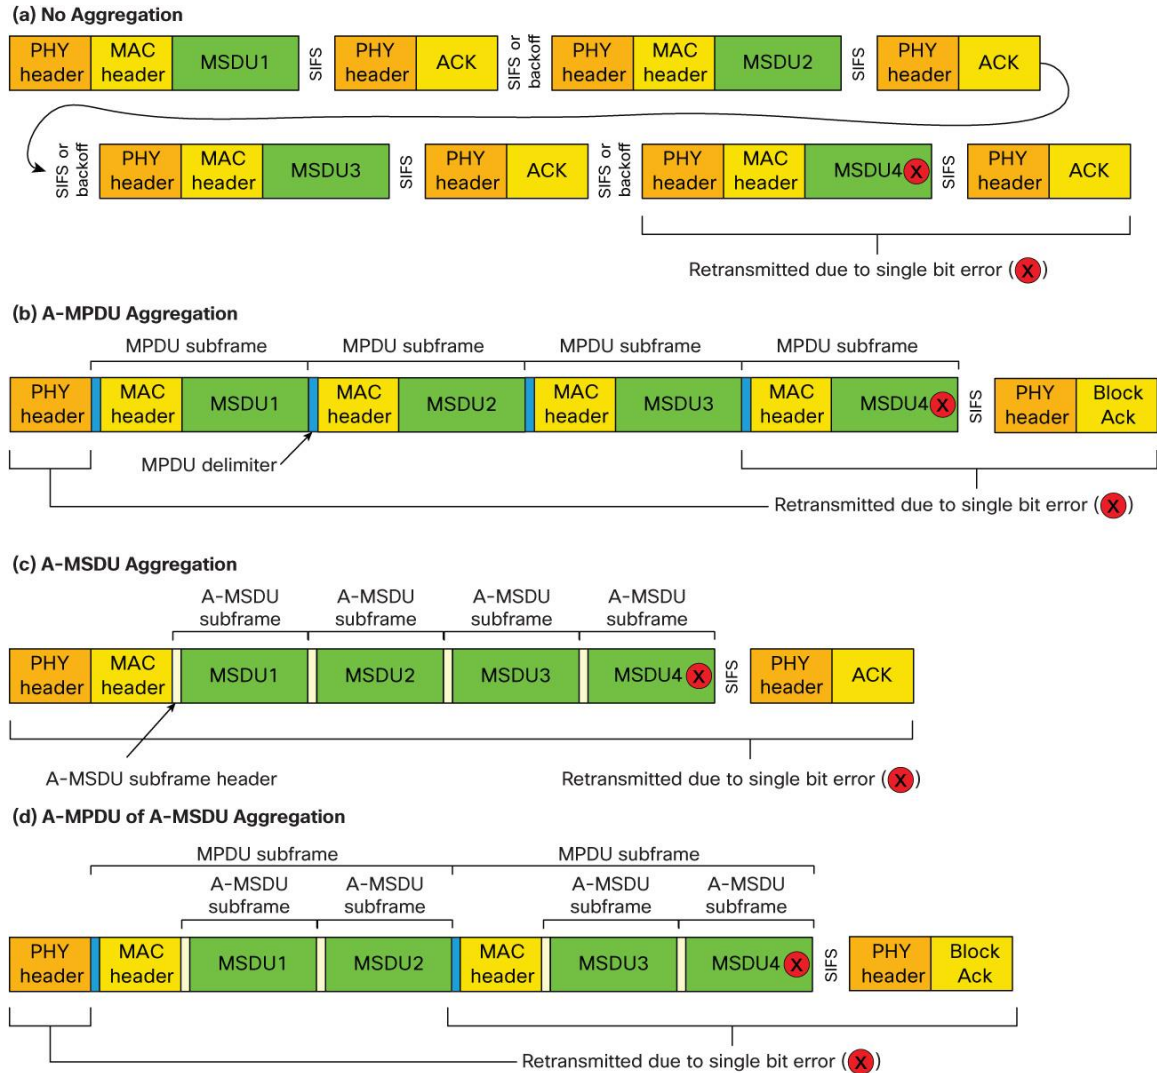 (a) No Aggregation
PHY header
MAC header
MSDU1
SIFS
PHY header
ACK
SIFS or backoff
PHY header
MAC header
MSDU2
SIFS
PHY header
ACK
SIFS or backoff
PHY header
MAC header
MSDU3
SIFS
PHY header
ACK
SIFS or backoff
PHY header
MAC header
MSDU4 X
SIFS
PHY header
ACK
Retransmitted due to single bit error (X)
(b) A-MPDU Aggregation
MPDU subframe
MPDU subframe
MPDU subframe
MPDU subframe
PHY header
MAC header
MSDU1
MAC header
MSDU2
MAC header
MSDU3
MAC header
MSDU4 X
SIFS
PHY header
Block Ack
MPDU delimiter
Retransmitted due to single bit error (X)
(c) A-MSDU Aggregation
A-MSDU subframe
A-MSDU subframe
A-MSDU subframe
A-MSDU subframe
PHY header
MAC header
MSDU1
MSDU2
MSDU3
MSDU4 X
SIFS
PHY header
ACK
A-MSDU subframe header
Retransmitted due to single bit error (X)
(d) A-MPDU of A-MSDU Aggregation
MPDU subframe
MPDU subframe
A-MSDU subframe
A-MSDU subframe
A-MSDU subframe
A-MSDU subframe
PHY header
MAC header
MSDU1
MSDU2
MAC header
MSDU3
MSDU4 X
SIFS
PHY header
Block Ack
Retransmitted due to single bit error (X)